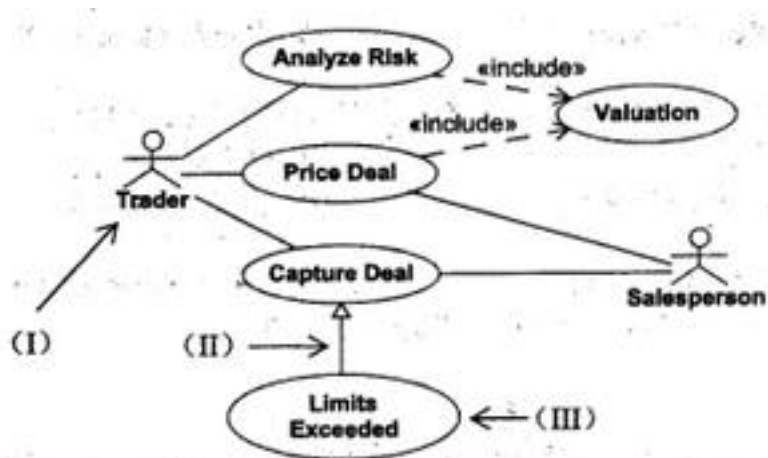 Analyze Risk
«include»
Valuation
«include»
Price Deal
Trader
Capture Deal
Salesperson
(I)
(II)
Limits
Exceeded
(III)